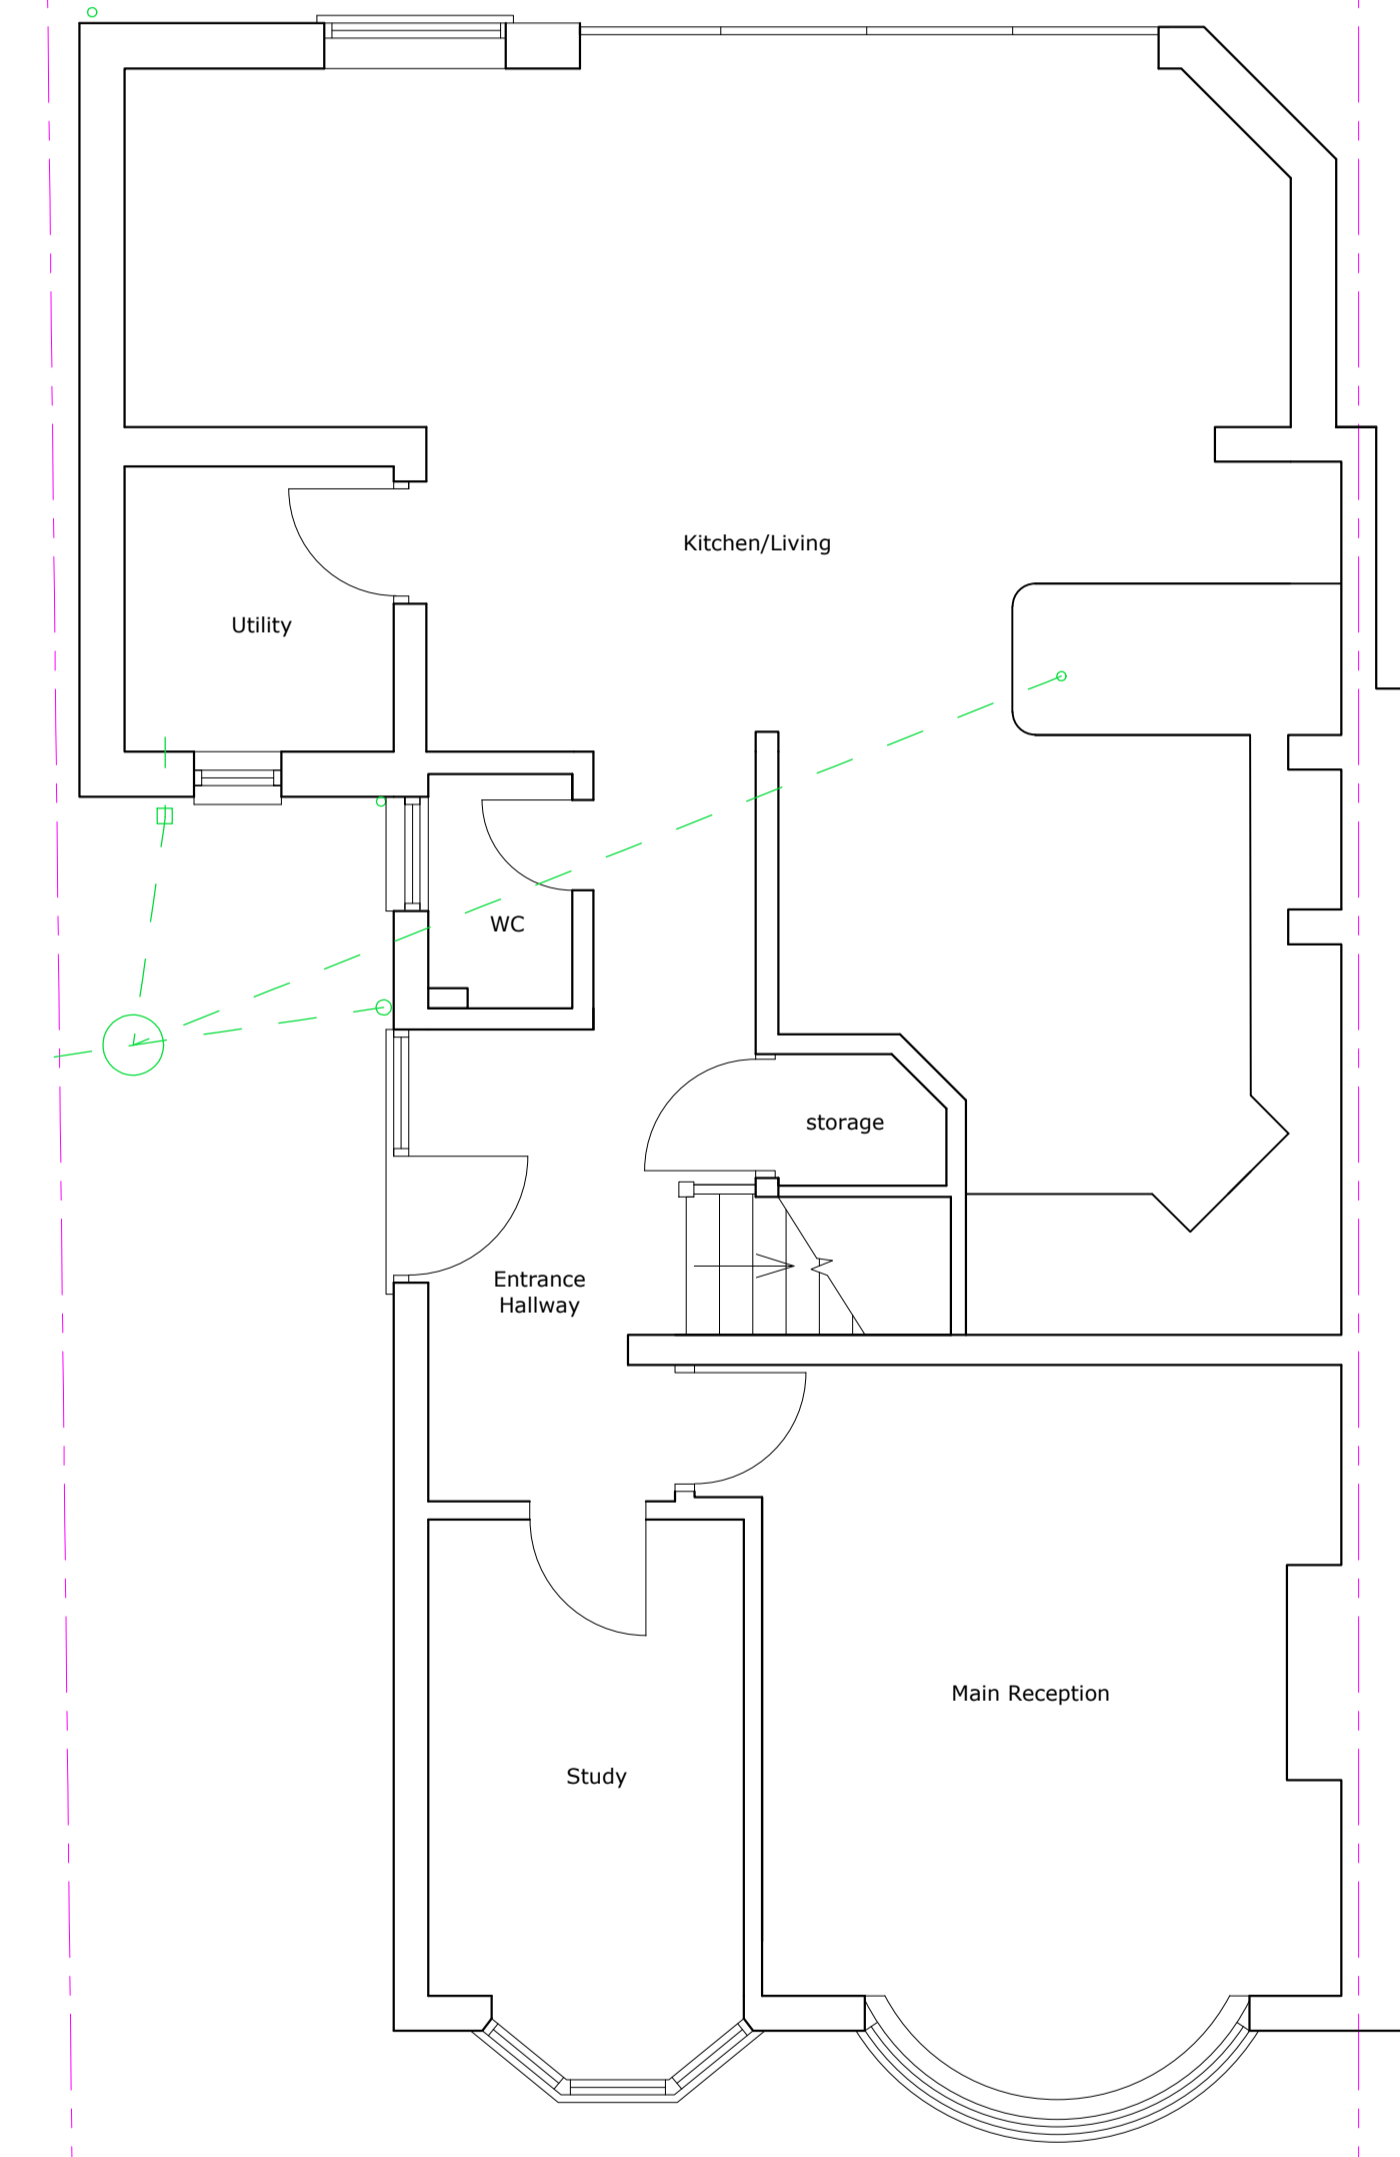 Kitchen/Living
Utility
WC
storage
Entrance
Hallway
Main Reception
Study